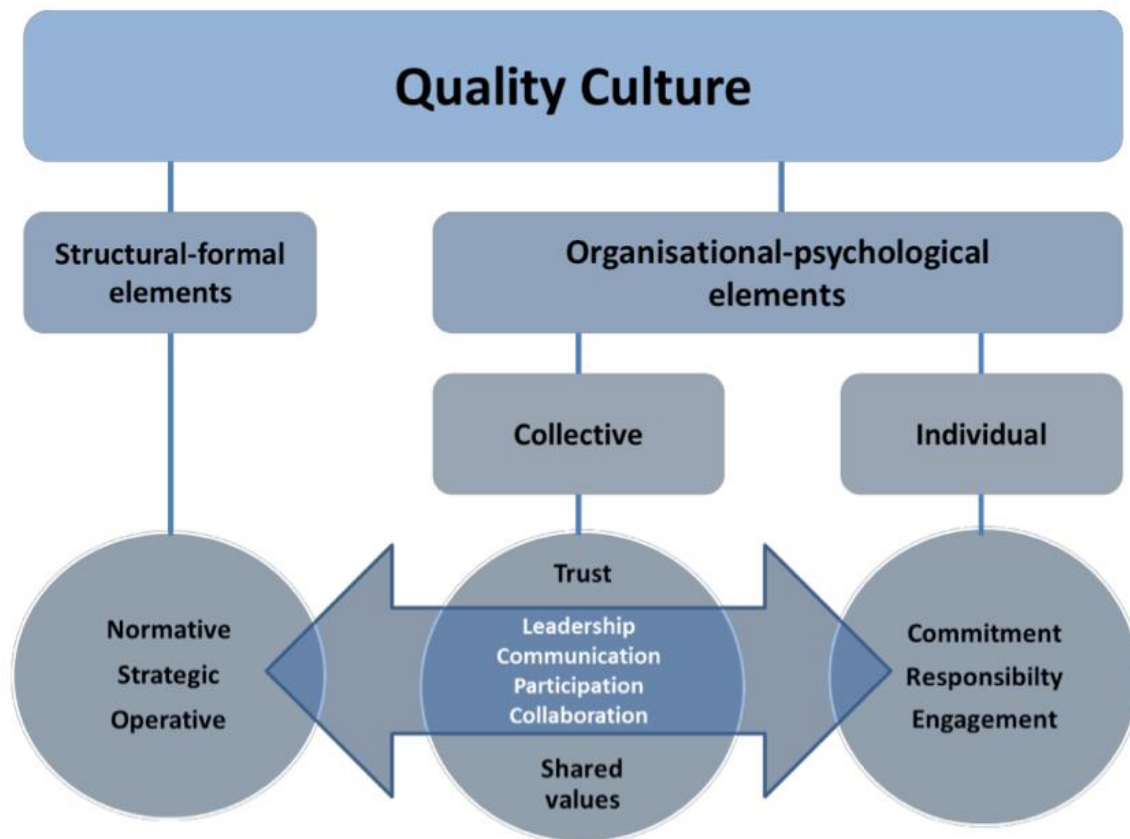 Quality Culture
Structural-formal
elements
Organisational-psychological
elements
Collective
Individual
Normative
Strategic
Operative
Trust
Leadership
Communication
Participation
Collaboration
Shared
values
Commitment
Responsibilty
Engagement